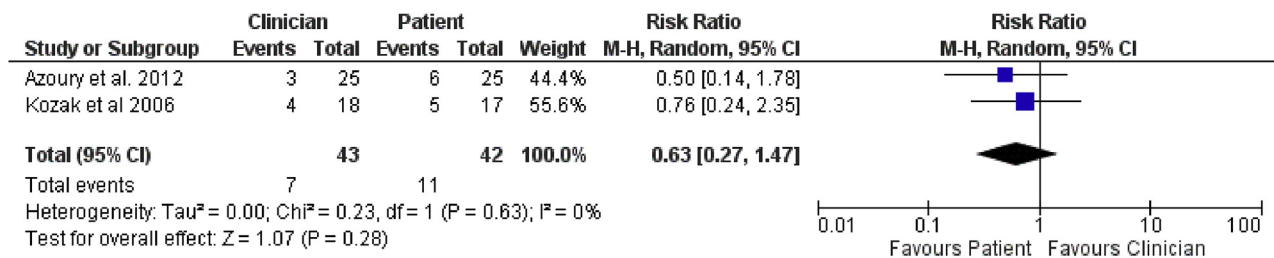 Clinician Patient Risk Ratio Risk Ratio
Study or Subgroup Events Total Events Total Weight M-H, Random, 95% CI M-H, Random, 95% CI
Azoury et al. 2012 3 25 6 25 44.4% 0.50 [0.14, 1.78]
Kozak et al 2006 4 18 5 17 55.6% 0.76 [0.24, 2.35]
Total (95% CI) 43 42 100.0% 0.63 [0.27, 1.47]
Total events 7 11
Heterogeneity: Tau² = 0.00; Chi² = 0.23, df = 1 (P = 0.63); I² = 0%
Test for overall effect: Z = 1.07 (P = 0.28)
0.01 0.1 1 10 100
Favours Patient Favours Clinician